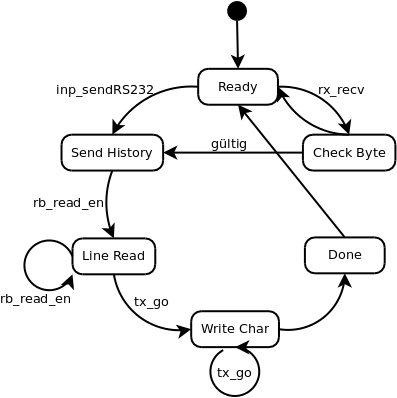 Ready
inp_sendRS232
rx_recv
Send History
gültig
Check Byte
rb_read_en
Line Read
Done
rb_read_en
tx_go
Write Char
tx_go